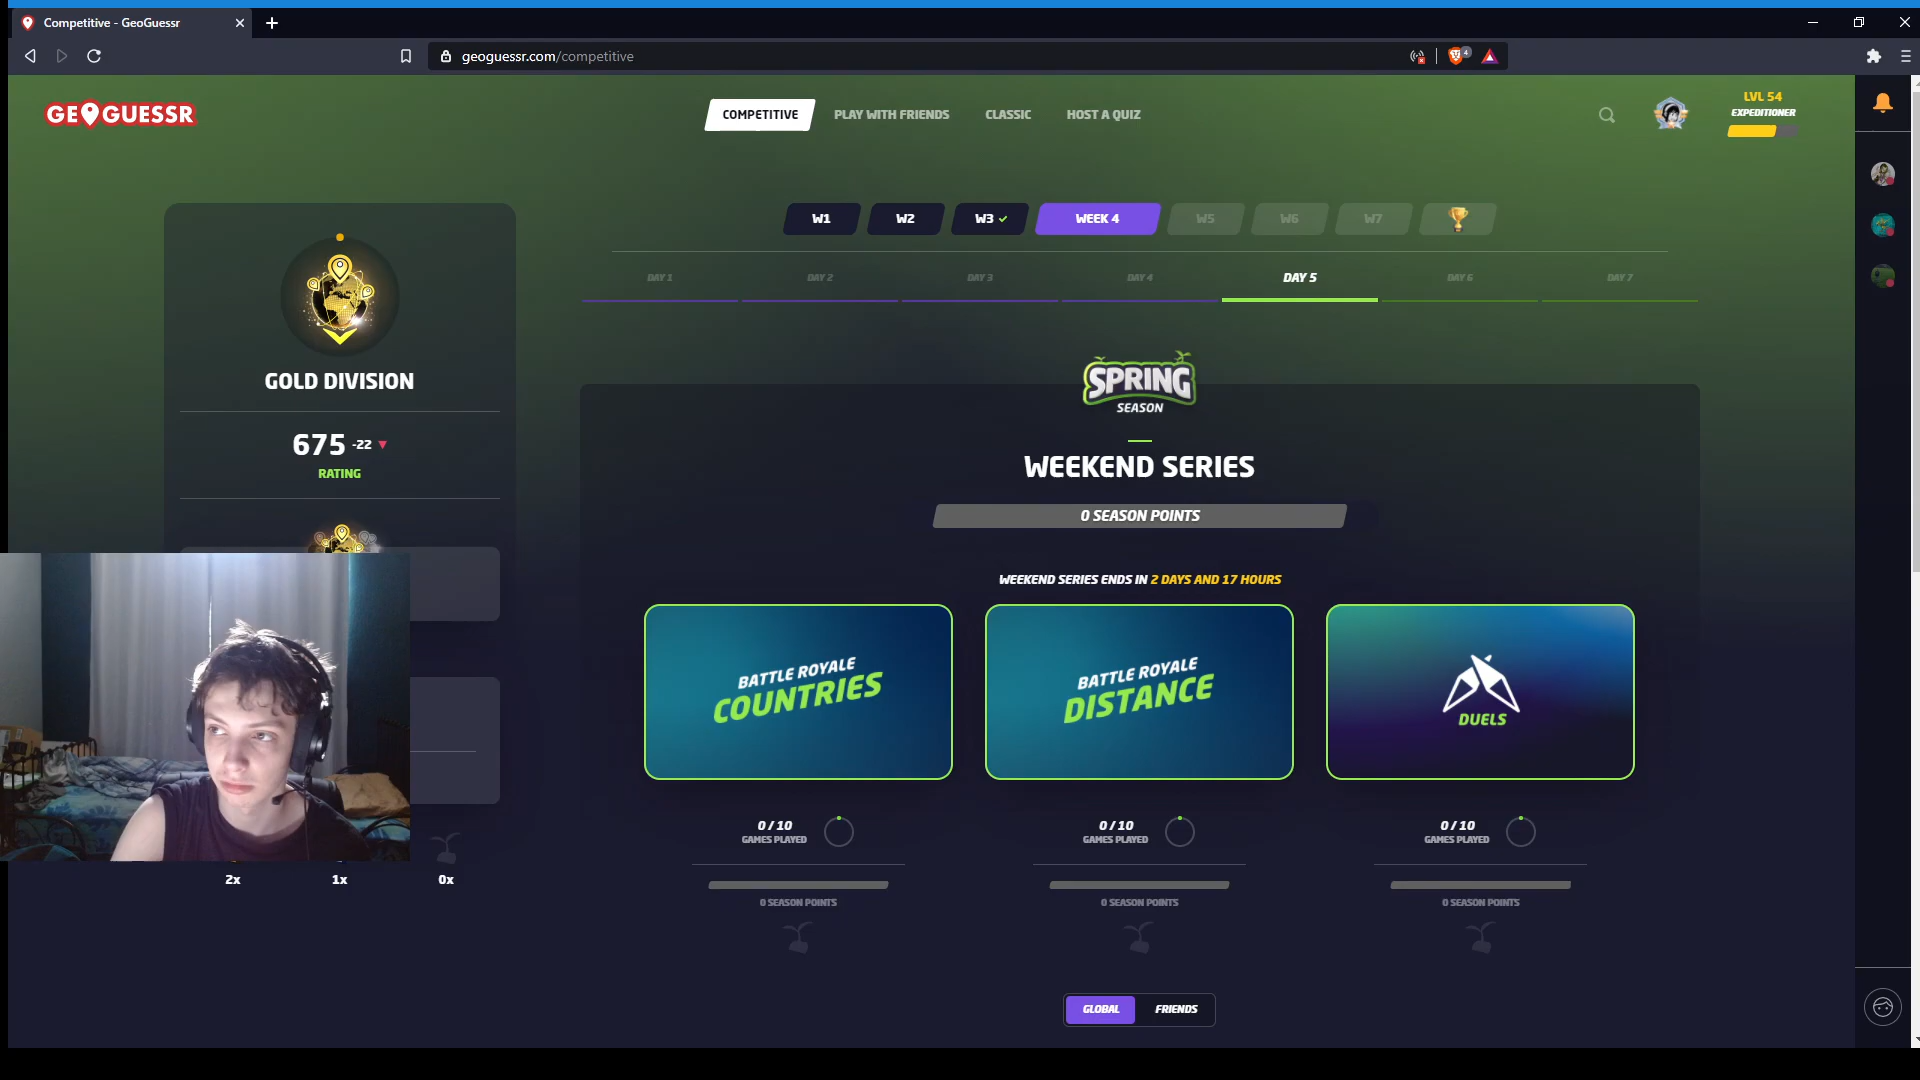 Competitive - GeoGuessr
geoguessr.com/competitive
4
GEOGUESSR
COMPETITIVE
PLAY WITH FRIENDS
CLASSIC
HOST A QUIZ
LVL 54
EXPEDITIONER
W1
W2
W3
WEEK 4
W5
W6
W7
DAY 1
DAY 2
DAY 3
DAY 4
DAY 5
DAY 6
DAY 7
GOLD DIVISION
675 -22
RATING
2x
1x
0x
SPRING
SEASON
WEEKEND SERIES
0 SEASON POINTS
WEEKEND SERIES ENDS IN 2 DAYS AND 17 HOURS
BATTLE ROYALE
COUNTRIES
BATTLE ROYALE
DISTANCE
DUELS
0 / 10
GAMES PLAYED
0 / 10
GAMES PLAYED
0 / 10
GAMES PLAYED
0 SEASON POINTS
0 SEASON POINTS
0 SEASON POINTS
GLOBAL
FRIENDS